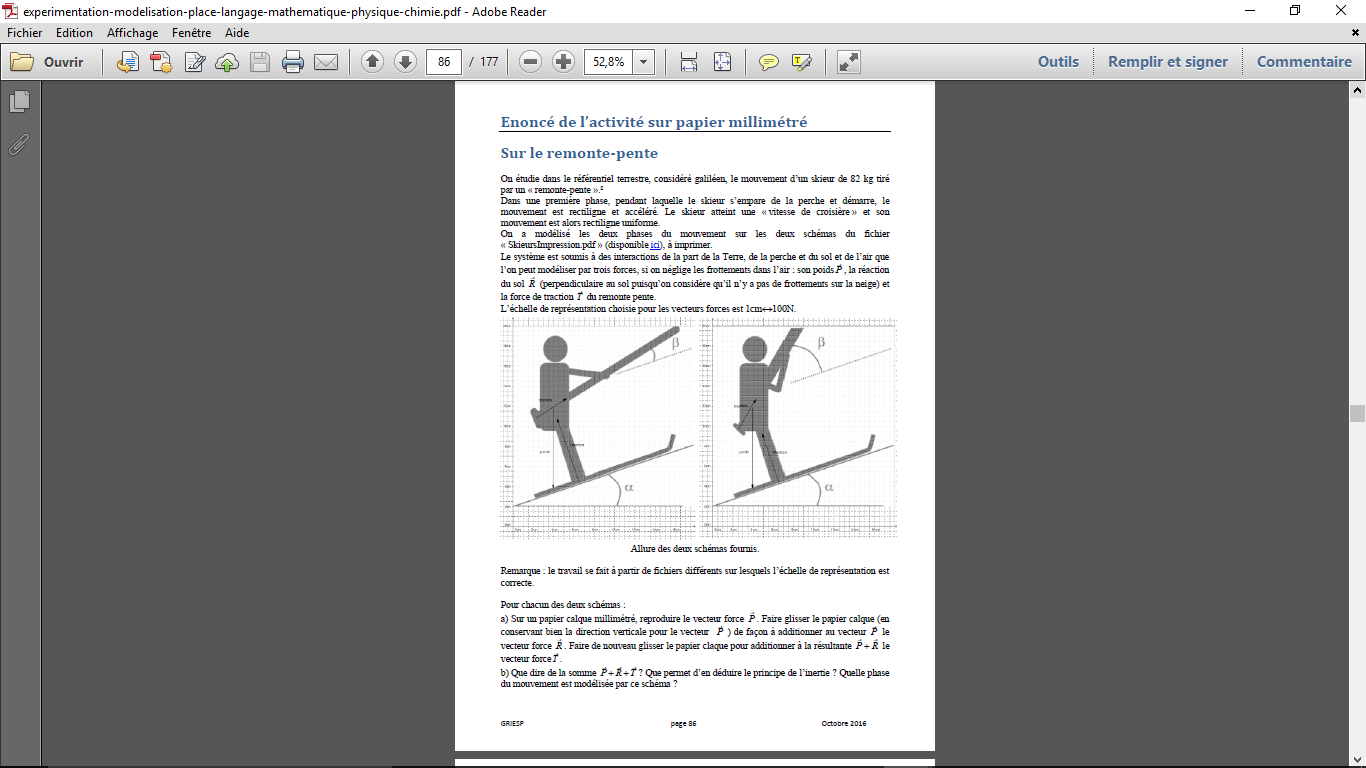 experimentation-modelisation-place-langage-mathematique-physique-chimie.pdf - Adobe Reader
Fichier Edition Affichage Fenêtre Aide
Ouvrir 86 / 177 52,8% Outils Remplir et signer Commentaire
Enoncé de l'activité sur papier millimétré
Sur le remonte-pente
On étudie dans le référentiel terrestre, considéré galiléen, le mouvement d'un skieur de 82 kg tiré
par un « remonte-pente ».²
Dans une première phase, pendant laquelle le skieur s'empare de la perche et démarre, le
mouvement est rectiligne et accéléré. Le skieur atteint une « vitesse de croisière » et son
mouvement est alors rectiligne uniforme.
On a modélisé les deux phases du mouvement sur les deux schémas du fichier
« SkieursImpression.pdf » (disponible ici), à imprimer.
Le système est soumis à des interactions de la part de la Terre, de la perche et du sol et de l'air que
l'on peut modéliser par trois forces, si on néglige les frottements dans l'air : son poids P⃗, la réaction
du sol R⃗ (perpendiculaire au sol puisqu'on considère qu'il n'y a pas de frottements sur la neige) et
la force de traction T⃗ du remonte pente.
L'échelle de représentation choisie pour les vecteurs forces est 1cm↔100N.
β β
poids poids
α α
Allure des deux schémas fournis.
Remarque : le travail se fait à partir de fichiers différents sur lesquels l'échelle de représentation est
correcte.
Pour chacun des deux schémas :
a) Sur un papier calque millimétré, reproduire le vecteur force P⃗. Faire glisser le papier calque (en
conservant bien la direction verticale pour le vecteur P⃗ ) de façon à additionner au vecteur P⃗ le
vecteur force R⃗. Faire de nouveau glisser le papier claque pour additionner à la résultante P⃗+R⃗ le
vecteur force T⃗.
b) Que dire de la somme P⃗+R⃗+T⃗ ? Que permet d'en déduire le principe de l'inertie ? Quelle phase
du mouvement est modélisée par ce schéma ?
GRIESP page 86 Octobre 2016